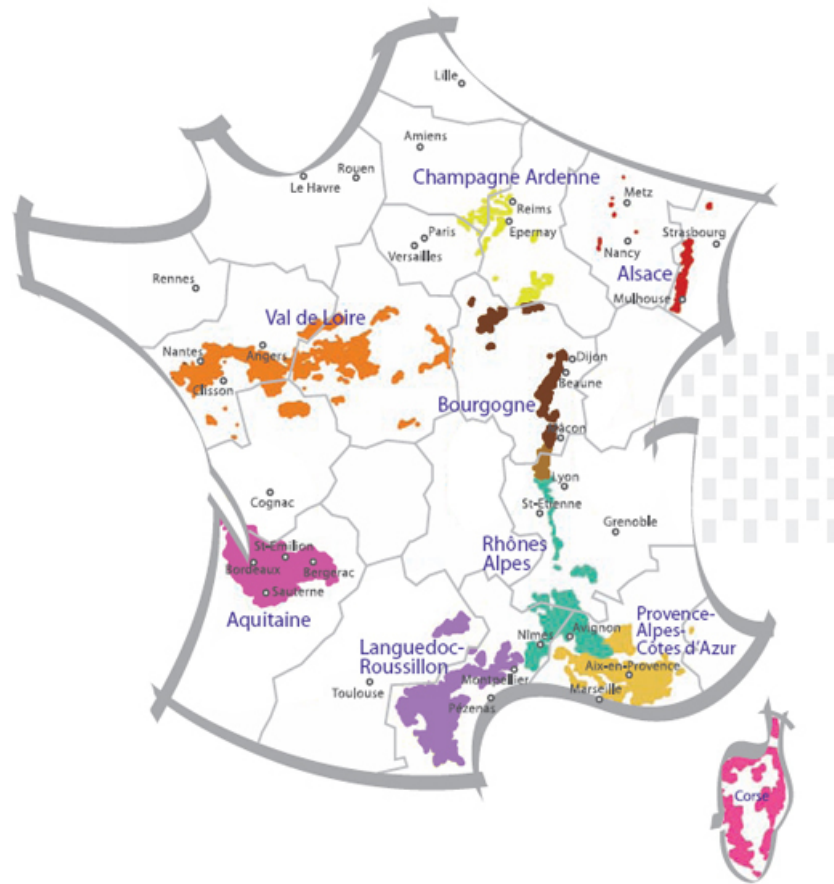 Lille
Amiens
Rouen
Le Havre
Champagne Ardenne
Reims
Epernay
Metz
Paris
Versailles
Strasbourg
Nancy
Alsace
Mulhouse
Rennes
Val de Loire
Nantes
Angers
Clisson
Dijon
Beaune
Bourgogne
âcon
Lyon
Cognac
St-Etienne
Grenoble
Rhônes
Alpes
St-Emilion
Bordeaux
Bergerac
Sauterne
Aquitaine
Provence-
Alpes-
Côtes d'Azur
Nîmes
Avignon
Languedoc-
Roussillon
Aix-en-Provence
Montpellier
Toulouse
Marseille
Pézenas
Corse